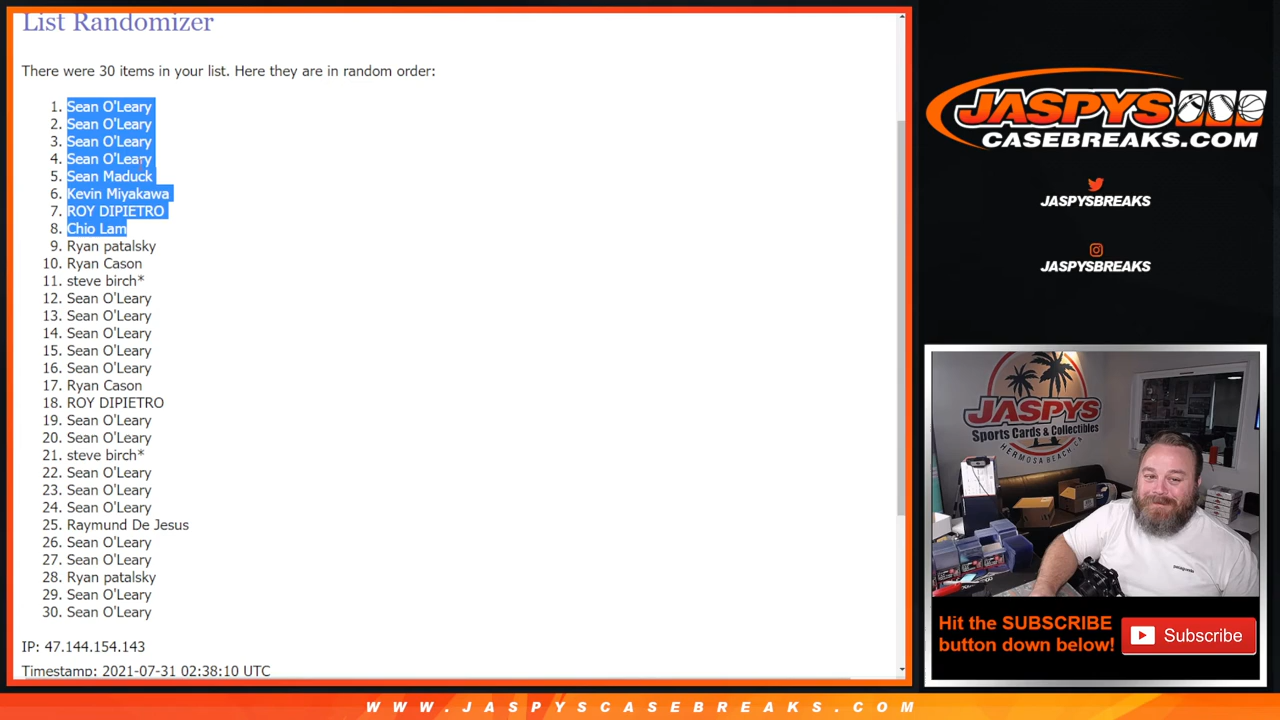 List Randomizer
There were 30 items in your list. Here they are in random order:
1. Sean O'Leary
2. Sean O'Leary
3. Sean O'Leary
4. Sean O'Leary
5. Sean Maduck
6. Kevin Miyakawa
7. ROY DIPIETRO
8. Chio Lam
9. Ryan patalsky
10. Ryan Cason
11. steve birch*
12. Sean O'Leary
13. Sean O'Leary
14. Sean O'Leary
15. Sean O'Leary
16. Sean O'Leary
17. Ryan Cason
18. ROY DIPIETRO
19. Sean O'Leary
20. Sean O'Leary
21. steve birch*
22. Sean O'Leary
23. Sean O'Leary
24. Sean O'Leary
25. Raymund De Jesus
26. Sean O'Leary
27. Sean O'Leary
28. Ryan patalsky
29. Sean O'Leary
30. Sean O'Leary
IP: 47.144.154.143
Timestamp: 2021-07-31 02:38:10 UTC
JASPYS
CASEBREAKS.COM
JASPYSBREAKS
JASPYSBREAKS
JASPYS
Sports Cards & Collectibles
HERMOSA BEACH, CA
patagonia
Hit the SUBSCRIBE
button down below!
Subscribe
WWW.JASPYSCASEBREAKS.COM